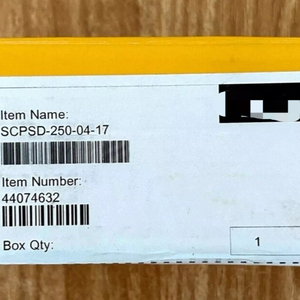 Item Name:
SCPSD-250-04-17
Item Number:
44074632
Box Qty:
1